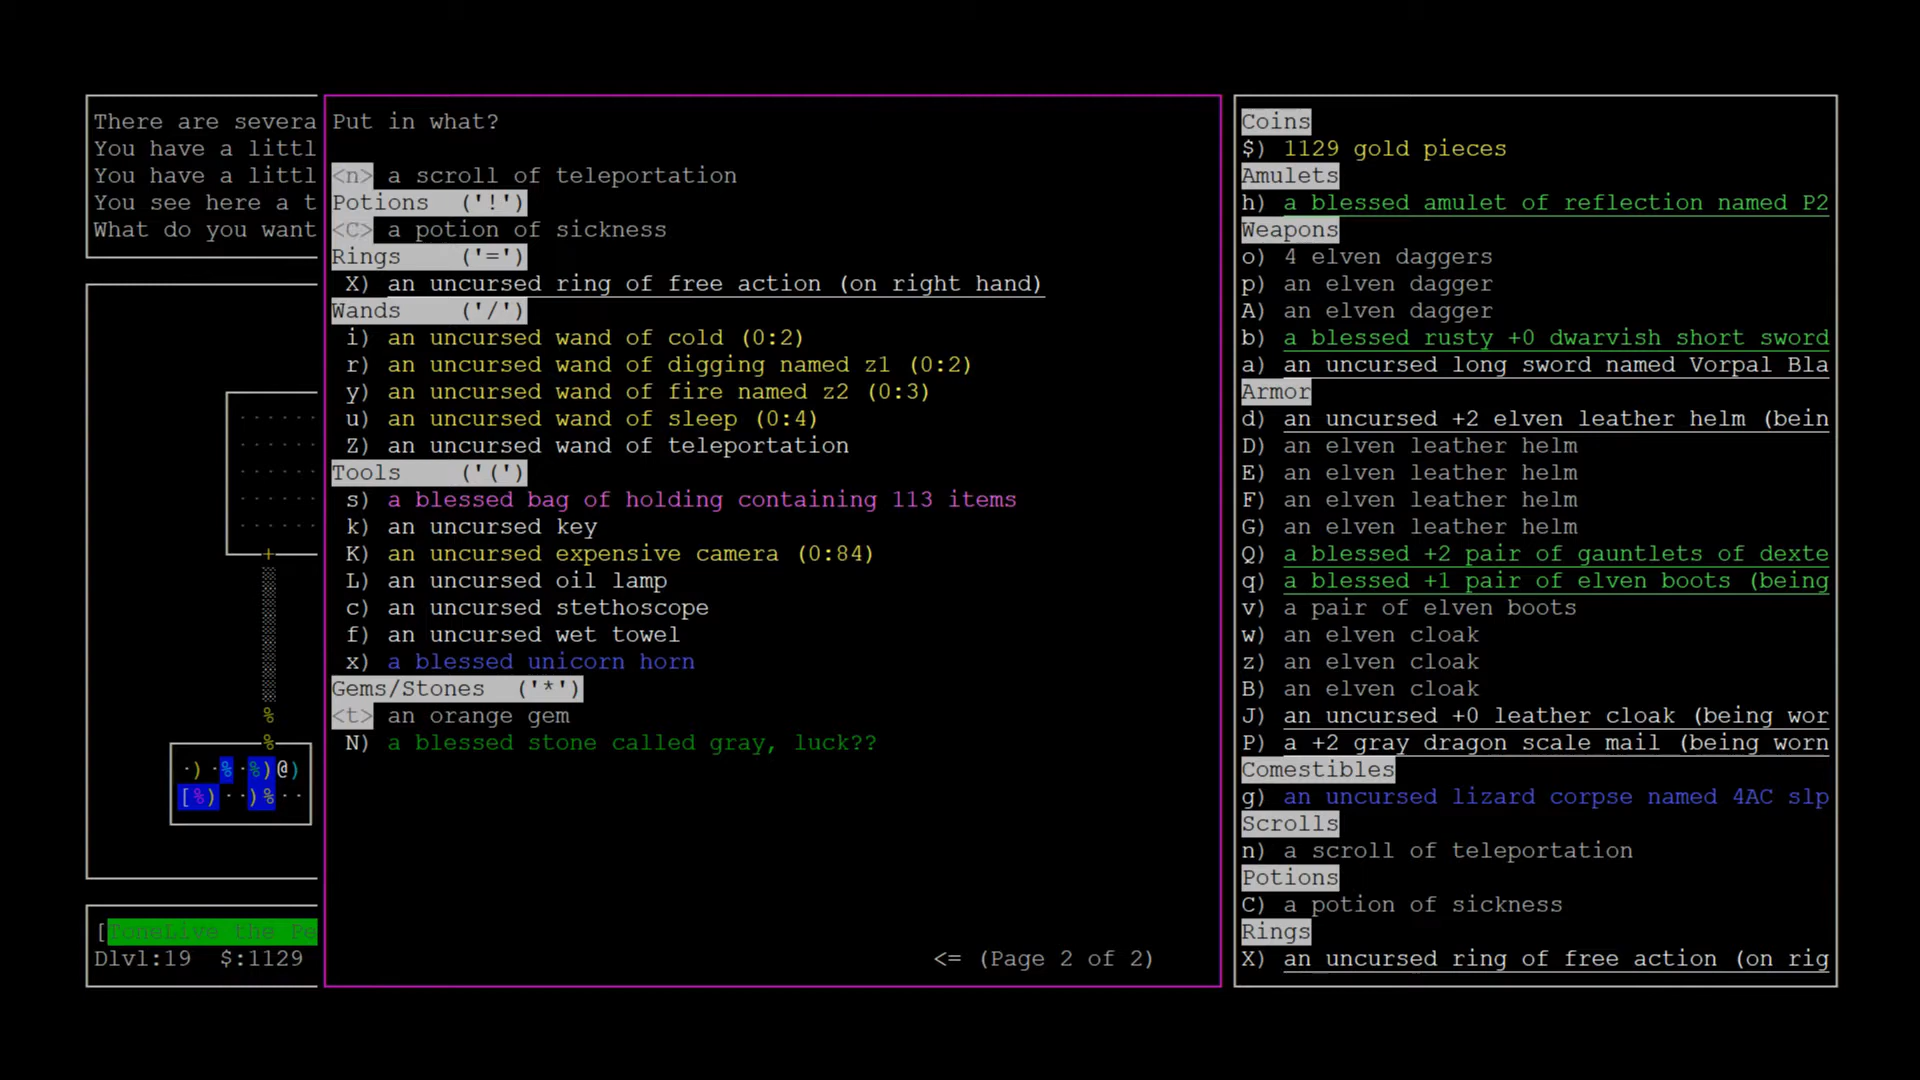 There are severa
You have a littl
You have a littl
You see here a t
What do you want
Put in what?
<n> a scroll of teleportation
Potions ('!')
<C> a potion of sickness
Rings ('=')
X) an uncursed ring of free action (on right hand)
Wands ('/')
i) an uncursed wand of cold (0:2)
r) an uncursed wand of digging named z1 (0:2)
y) an uncursed wand of fire named z2 (0:3)
u) an uncursed wand of sleep (0:4)
Z) an uncursed wand of teleportation
Tools ('(')
s) a blessed bag of holding containing 113 items
k) an uncursed key
K) an uncursed expensive camera (0:84)
L) an uncursed oil lamp
c) an uncursed stethoscope
f) an uncursed wet towel
x) a blessed unicorn horn
Gems/Stones ('*')
<t> an orange gem
N) a blessed stone called gray, luck??
<= (Page 2 of 2)
Coins
$) 1129 gold pieces
Amulets
h) a blessed amulet of reflection named P2
Weapons
o) 4 elven daggers
p) an elven dagger
A) an elven dagger
b) a blessed rusty +0 dwarvish short sword
a) an uncursed long sword named Vorpal Bla
Armor
d) an uncursed +2 elven leather helm (bein
D) an elven leather helm
E) an elven leather helm
F) an elven leather helm
G) an elven leather helm
Q) a blessed +2 pair of gauntlets of dexte
q) a blessed +1 pair of elven boots (being
v) a pair of elven boots
w) an elven cloak
z) an elven cloak
B) an elven cloak
J) an uncursed +0 leather cloak (being wor
P) a +2 gray dragon scale mail (being worn
Comestibles
g) an uncursed lizard corpse named 4AC slp
Scrolls
n) a scroll of teleportation
Potions
C) a potion of sickness
Rings
X) an uncursed ring of free action (on rig
[ToneLive the Pe
Dlvl:19 $:1129